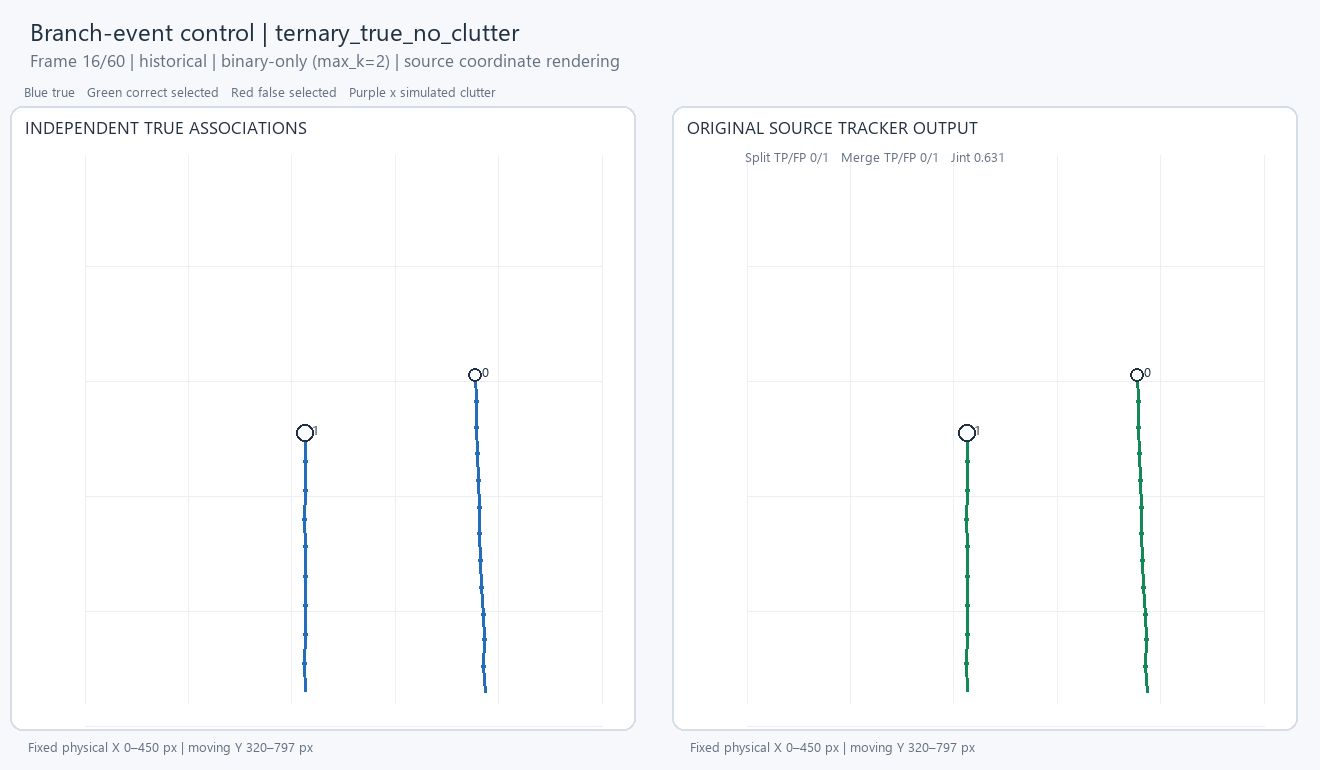 Branch-event control | ternary_true_no_clutter
Frame 16/60 | historical | binary-only (max_k=2) | source coordinate rendering
Blue true   Green correct selected   Red false selected   Purple x simulated clutter
INDEPENDENT TRUE ASSOCIATIONS
0
1
Fixed physical X 0–450 px | moving Y 320–797 px
ORIGINAL SOURCE TRACKER OUTPUT
Split TP/FP 0/1   Merge TP/FP 0/1   Jint 0.631
0
1
Fixed physical X 0–450 px | moving Y 320–797 px